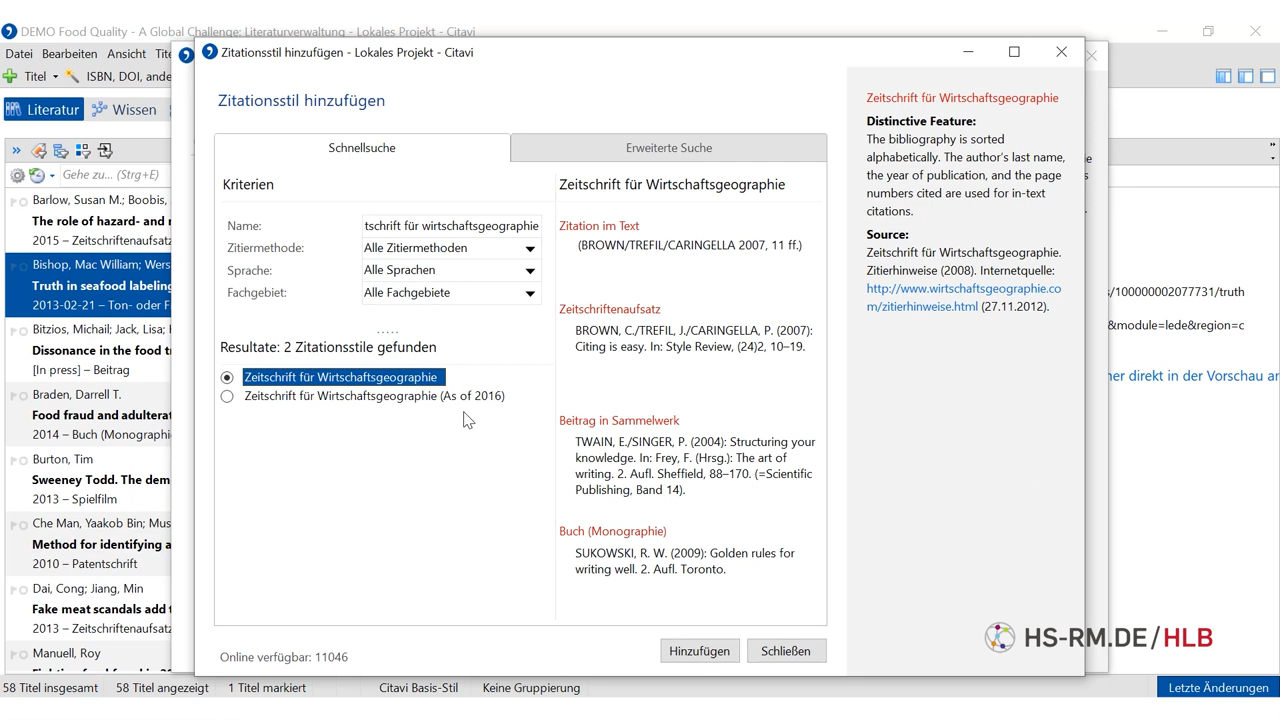 DEMO Food Quality - A Global Challenge: Literaturverwaltung - Lokales Projekt - Citavi
Datei Bearbeiten Ansicht
Titel ISBN, DOI, ande
Literatur Wissen
Gehe zu... (Strg+E)
Barlow, Susan M.; Boobis,
The role of hazard- and r
2015 – Zeitschriftenaufsatz
Bishop, Mac William; Wers
Truth in seafood labeling
2013-02-21 – Ton- oder F
Bitzios, Michail; Jack, Lisa;
Dissonance in the food tr
[In press] – Beitrag
Braden, Darrell T.
Food fraud and adulterat
2014 – Buch (Monographi
Burton, Tim
Sweeney Todd. The dem
2013 – Spielfilm
Che Man, Yaakob Bin; Mus
Method for identifying a
2010 – Patentschrift
Dai, Cong; Jiang, Min
Fake meat scandals add t
2013 – Zeitschriftenaufsatz
Manuell, Roy
Zitationsstil hinzufügen - Lokales Projekt - Citavi
Zitationsstil hinzufügen
Schnellsuche
Erweiterte Suche
Kriterien
Name: tschrift für wirtschaftsgeographie
Zitiermethode: Alle Zitiermethoden
Sprache: Alle Sprachen
Fachgebiet: Alle Fachgebiete
.....
Resultate: 2 Zitationsstile gefunden
Zeitschrift für Wirtschaftsgeographie
Zeitschrift für Wirtschaftsgeographie (As of 2016)
Zeitschrift für Wirtschaftsgeographie
Zitation im Text
(BROWN/TREFIL/CARINGELLA 2007, 11 ff.)
Zeitschriftenaufsatz
BROWN, C./TREFIL, J./CARINGELLA, P. (2007):
Citing is easy. In: Style Review, (24)2, 10–19.
Beitrag in Sammelwerk
TWAIN, E./SINGER, P. (2004): Structuring your
knowledge. In: Frey, F. (Hrsg.): The art of
writing. 2. Aufl. Sheffield, 88–170. (=Scientific
Publishing, Band 14).
Buch (Monographie)
SUKOWSKI, R. W. (2009): Golden rules for
writing well. 2. Aufl. Toronto.
Online verfügbar: 11046
Hinzufügen
Schließen
Zeitschrift für Wirtschaftsgeographie
Distinctive Feature:
The bibliography is sorted
alphabetically. The author's last name,
the year of publication, and the page
numbers cited are used for in-text
citations.
Source:
Zeitschrift für Wirtschaftsgeographie.
Zitierhinweise (2008). Internetquelle:
http://www.wirtschaftsgeographie.co
m/zitierhinweise.html (27.11.2012).
s/100000002077731/truth
&module=lede&region=c
ner direkt in der Vorschau an
HS-RM.DE/HLB
58 Titel insgesamt 58 Titel angezeigt 1 Titel markiert Citavi Basis-Stil Keine Gruppierung Letzte Änderungen